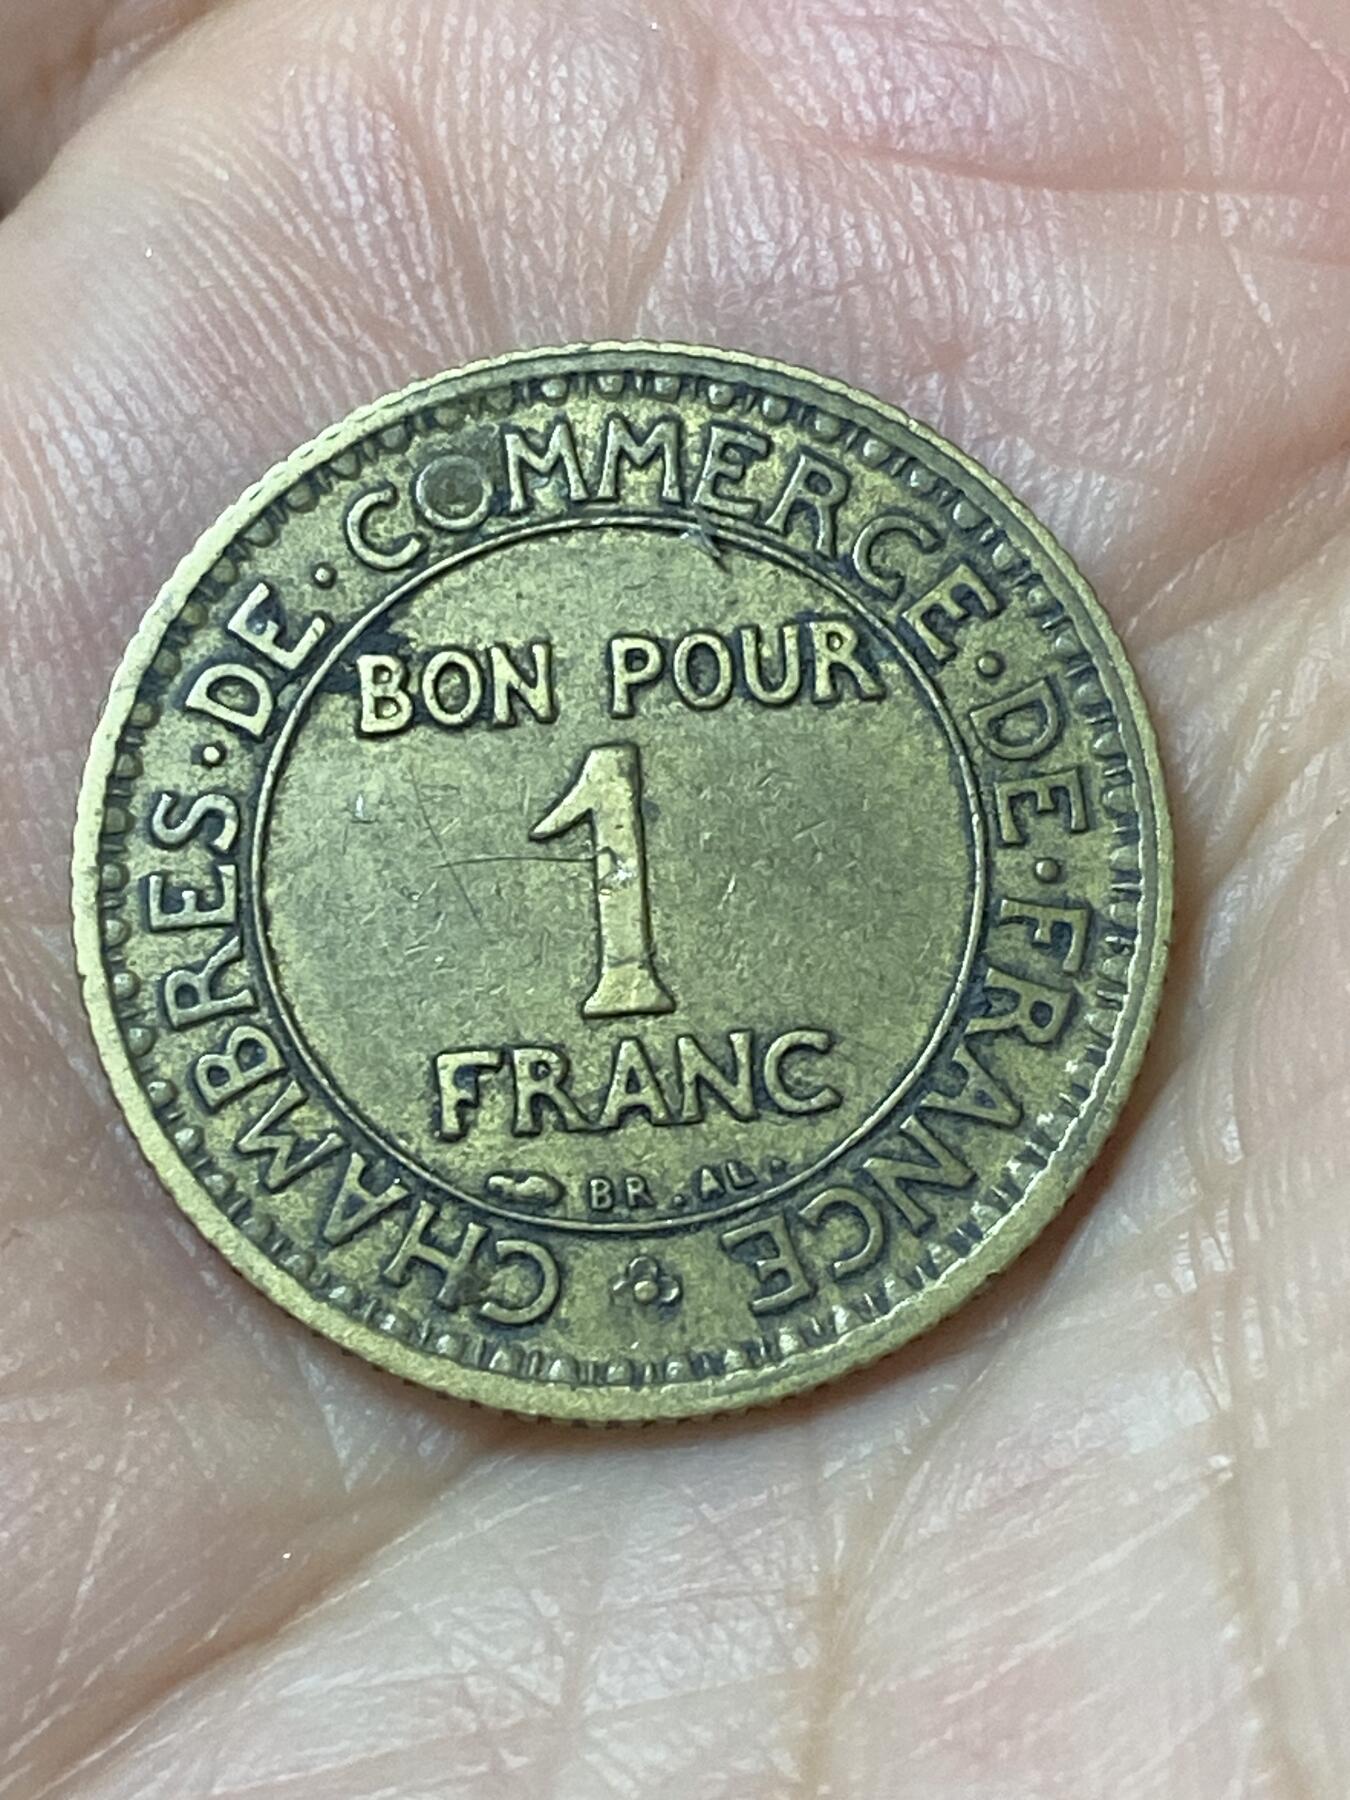 CHAMBRES·DE·COMMERCE·DE·FRANCE
BON POUR
1
FRANC
BR.AL.